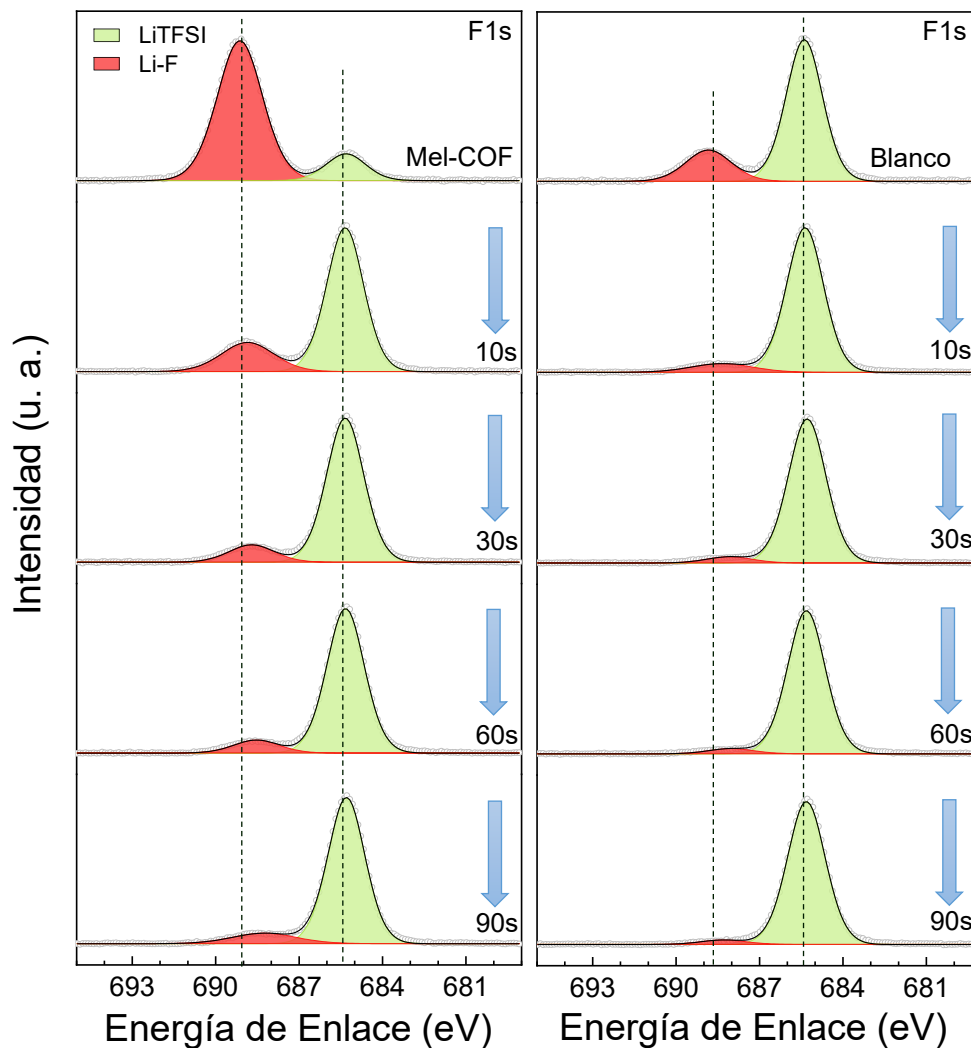 LiTFSI
Li-F
F1s
Mel-COF
10s
30s
60s
90s
693 690 687 684 681
Energía de Enlace (eV)
Intensidad (u. a.)
F1s
Blanco
10s
30s
60s
90s
693 690 687 684 681
Energía de Enlace (eV)